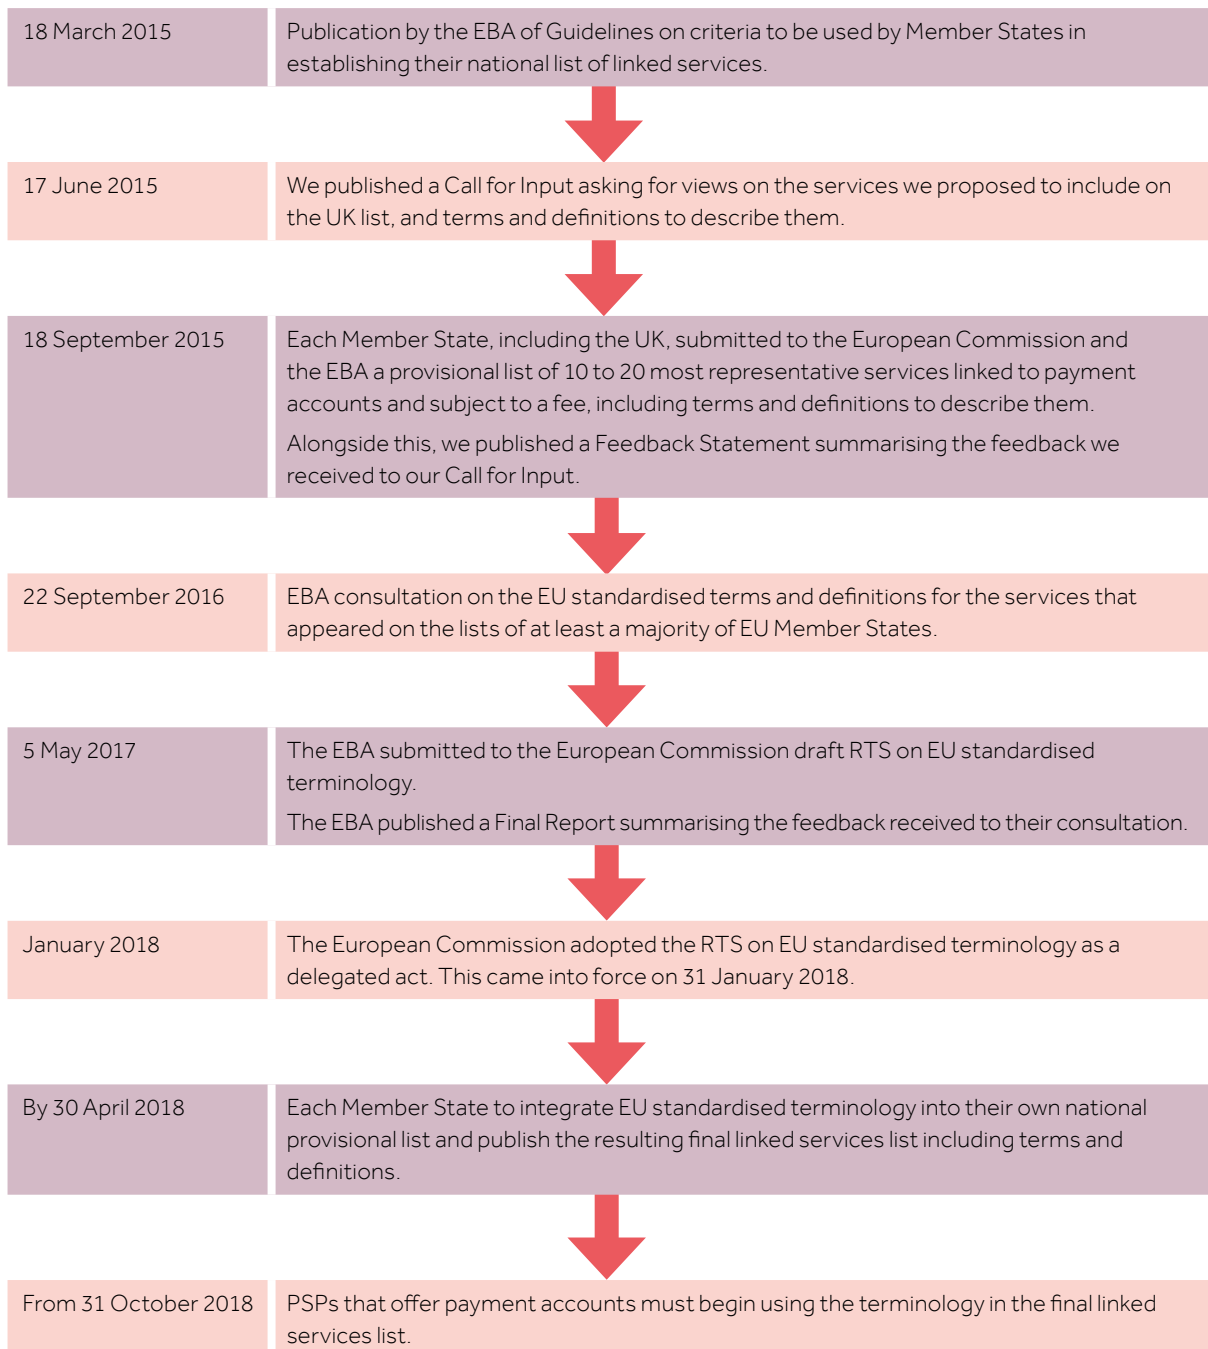 18 March 2015
Publication by the EBA of Guidelines on criteria to be used by Member States in
establishing their national list of linked services.
17 June 2015
We published a Call for Input asking for views on the services we proposed to include on
the UK list, and terms and definitions to describe them.
18 September 2015
Each Member State, including the UK, submitted to the European Commission and
the EBA a provisional list of 10 to 20 most representative services linked to payment
accounts and subject to a fee, including terms and definitions to describe them.
Alongside this, we published a Feedback Statement summarising the feedback we
received to our Call for Input.
22 September 2016
EBA consultation on the EU standardised terms and definitions for the services that
appeared on the lists of at least a majority of EU Member States.
5 May 2017
The EBA submitted to the European Commission draft RTS on EU standardised
terminology.
The EBA published a Final Report summarising the feedback received to their consultation.
January 2018
The European Commission adopted the RTS on EU standardised terminology as a
delegated act. This came into force on 31 January 2018.
By 30 April 2018
Each Member State to integrate EU standardised terminology into their own national
provisional list and publish the resulting final linked services list including terms and
definitions.
From 31 October 2018
PSPs that offer payment accounts must begin using the terminology in the final linked
services list.